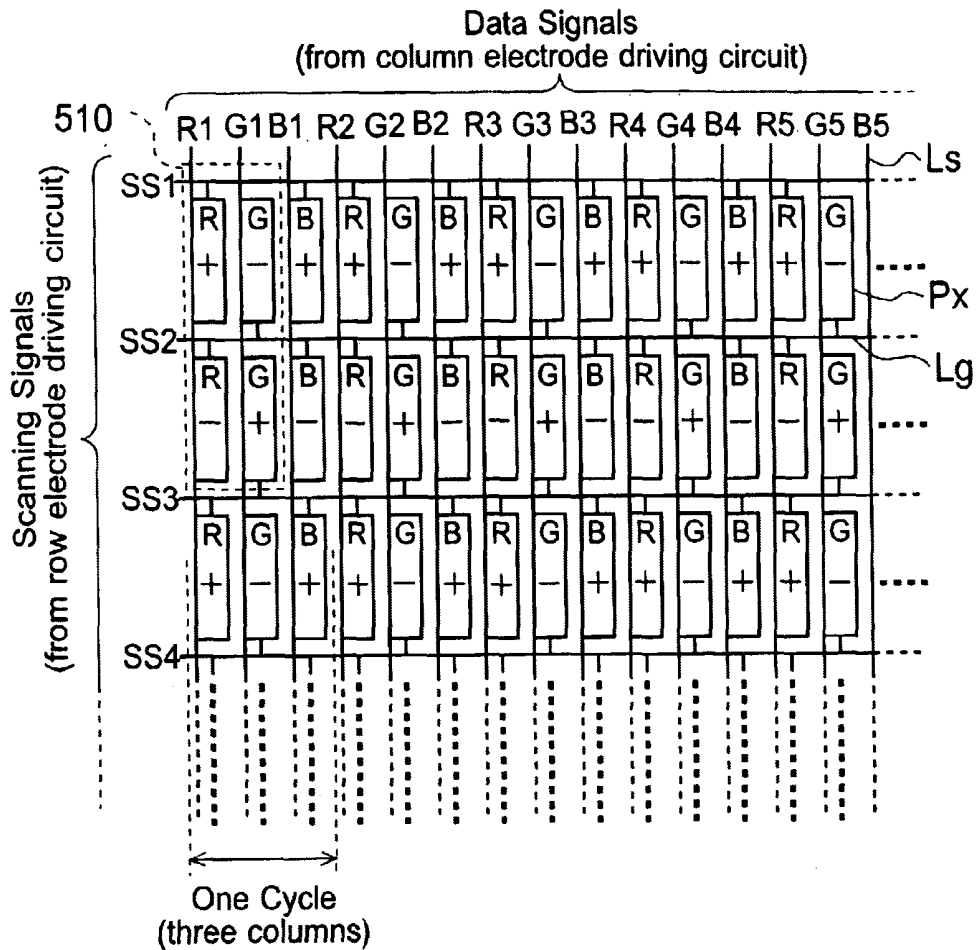 Data Signals
(from column electrode driving circuit)
510
R1 G1 B1 R2 G2 B2 R3 G3 B3 R4 G4 B4 R5 G5 B5
Ls
SS1
R G B R G B R G B R G B R G
+ − + + − + + − + + − + + −
Px
SS2
Lg
R G B R G B R G B R G B R G
− + − − + − − + − − + − − +
SS3
R G B R G B R G B R G B R G
+ − + + − + + − + + − + + −
SS4
Scanning Signals
(from row electrode driving circuit)
One Cycle
(three columns)